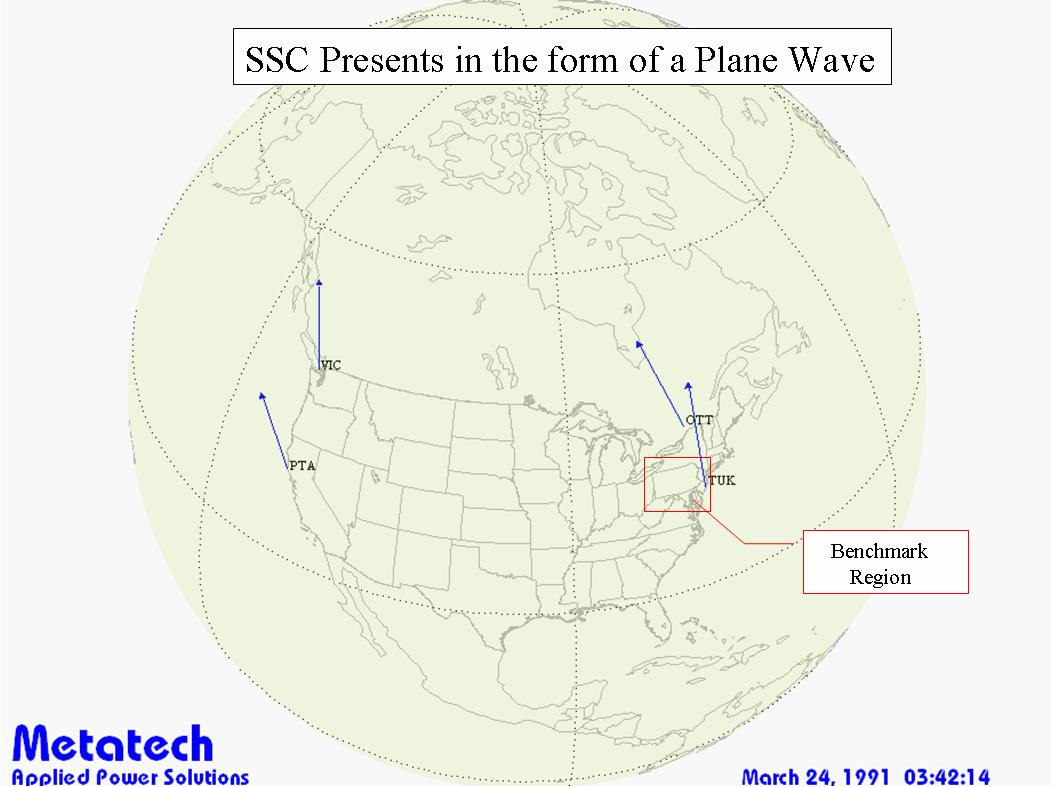 SSC Presents in the form of a Plane Wave
VIC
OTT
PTA
TUK
Benchmark
Region
Metatech
Applied Power Solutions
March 24, 1991 03:42:14